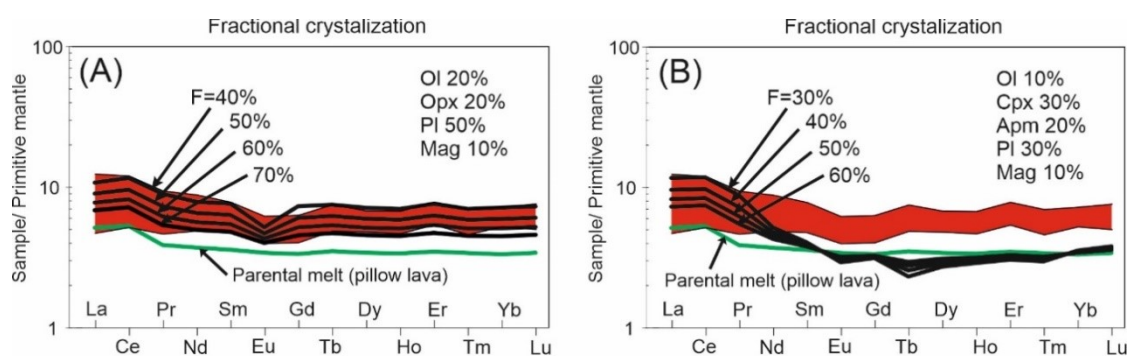 Fractional crystalization
Sample/ Primitive mantle
100
10
1
(A)
F=40%
50%
60%
70%
Ol 20%
Opx 20%
Pl 50%
Mag 10%
Parental melt (pillow lava)
La Pr Sm Gd Dy Er Yb
Ce Nd Eu Tb Ho Tm Lu
Fractional crystalization
Sample/ Primitive mantle
100
10
1
(B)
F=30%
40%
50%
60%
Ol 10%
Cpx 30%
Apm 20%
Pl 30%
Mag 10%
Parental melt (pillow lava)
La Pr Sm Gd Dy Er Yb
Ce Nd Eu Tb Ho Tm Lu